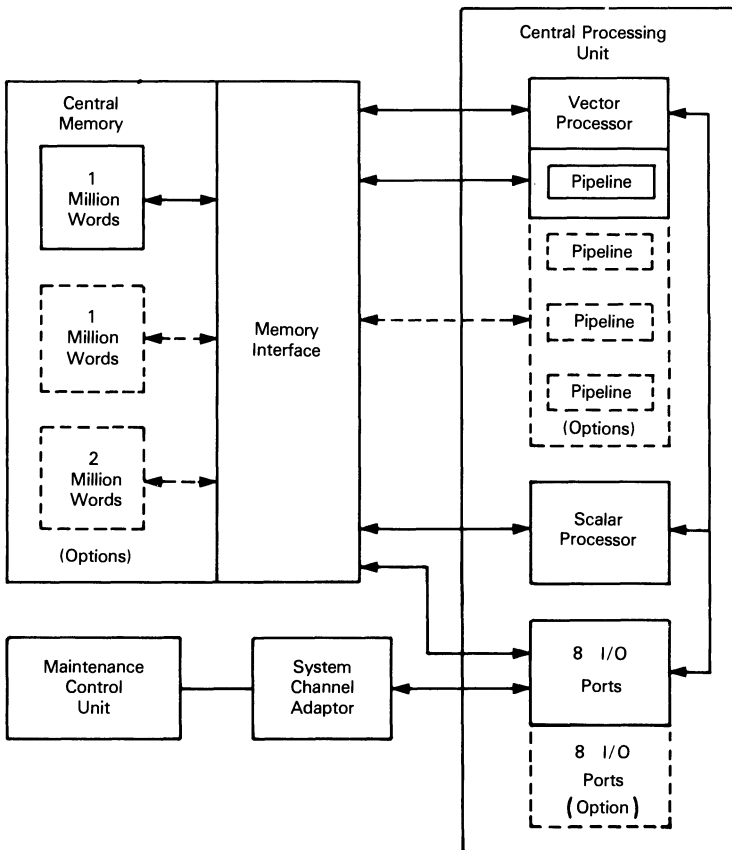 Central Processing
Unit
Central
Memory
1
Million
Words
1
Million
Words
2
Million
Words
(Options)
Memory
Interface
Vector
Processor
Pipeline
Pipeline
Pipeline
Pipeline
(Options)
Scalar
Processor
8 I/O
Ports
8 I/O
Ports
(Option)
Maintenance
Control
Unit
System
Channel
Adaptor